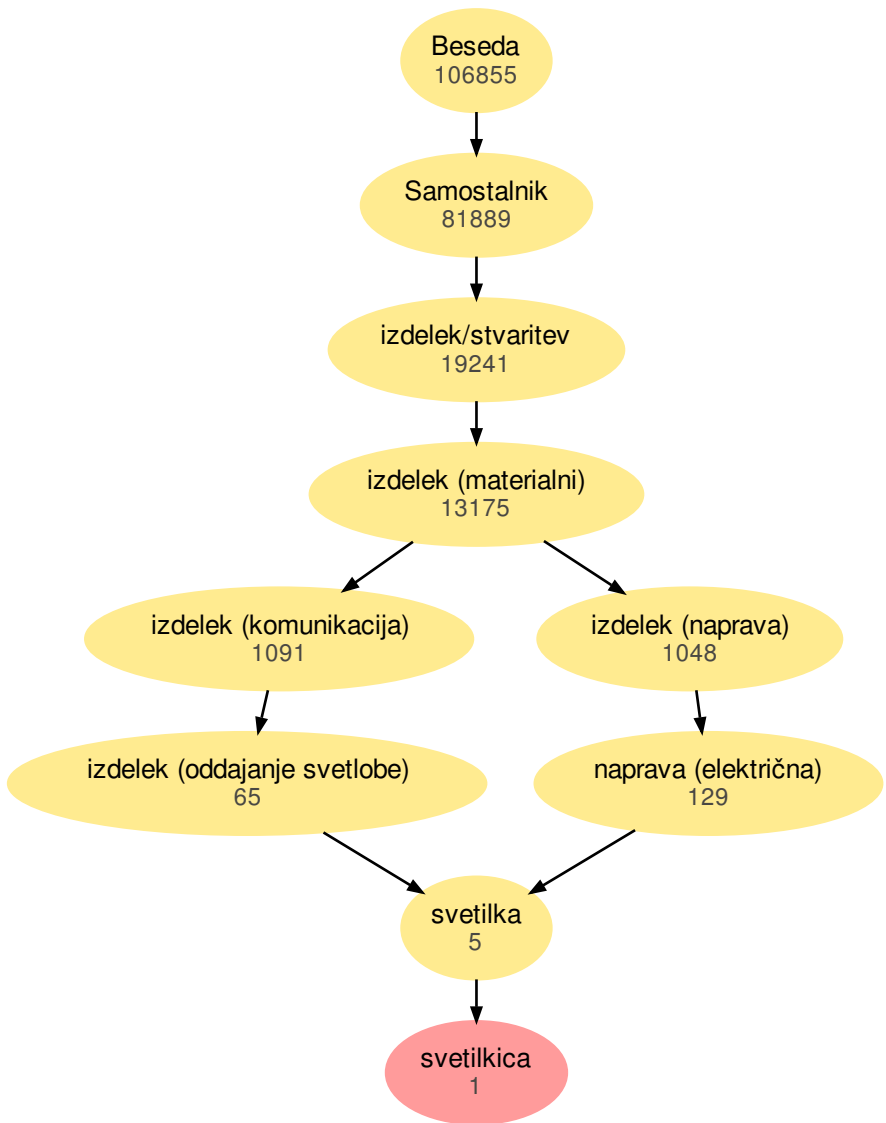 Beseda
106855
Samostalnik
81889
izdelek/stvaritev
19241
izdelek (materialni)
13175
izdelek (komunikacija)
1091
izdelek (naprava)
1048
izdelek (oddajanje svetlobe)
65
naprava (električna)
129
svetilka
5
svetilkica
1